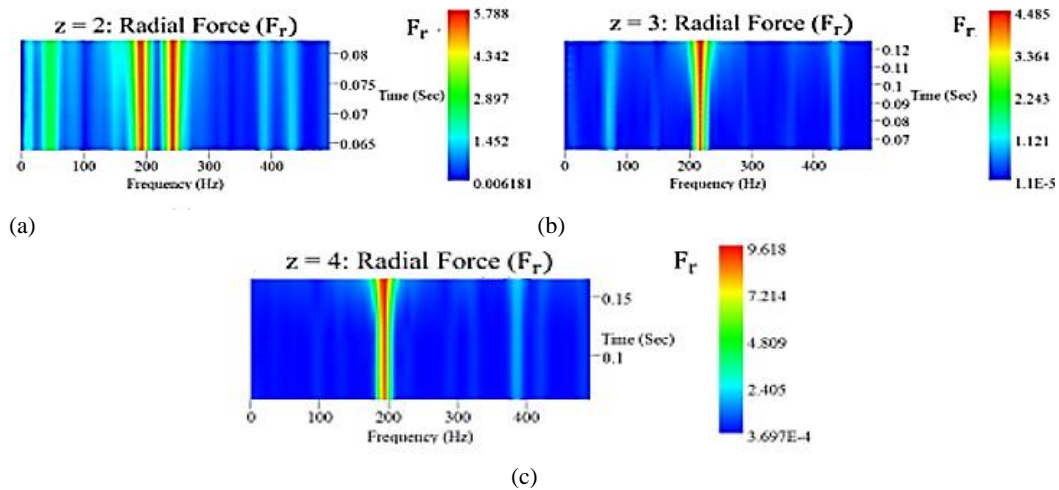 z = 2: Radial Force (Fr)
Fr
5.788
4.342
2.897
1.452
0.006181
0.08
0.075
0.07
0.065
Time (Sec)
0 100 200 300 400
Frequency (Hz)
(a)
z = 3: Radial Force (Fr)
Fr
4.485
3.364
2.243
1.121
1.1E-5
0.12
0.11
0.1
0.09
0.08
0.07
Time (Sec)
0 100 200 300 400
Frequency (Hz)
(b)
z = 4: Radial Force (Fr)
Fr
9.618
7.214
4.809
2.405
3.697E-4
0.15
Time (Sec)
0.1
0 100 200 300 400
Frequency (Hz)
(c)